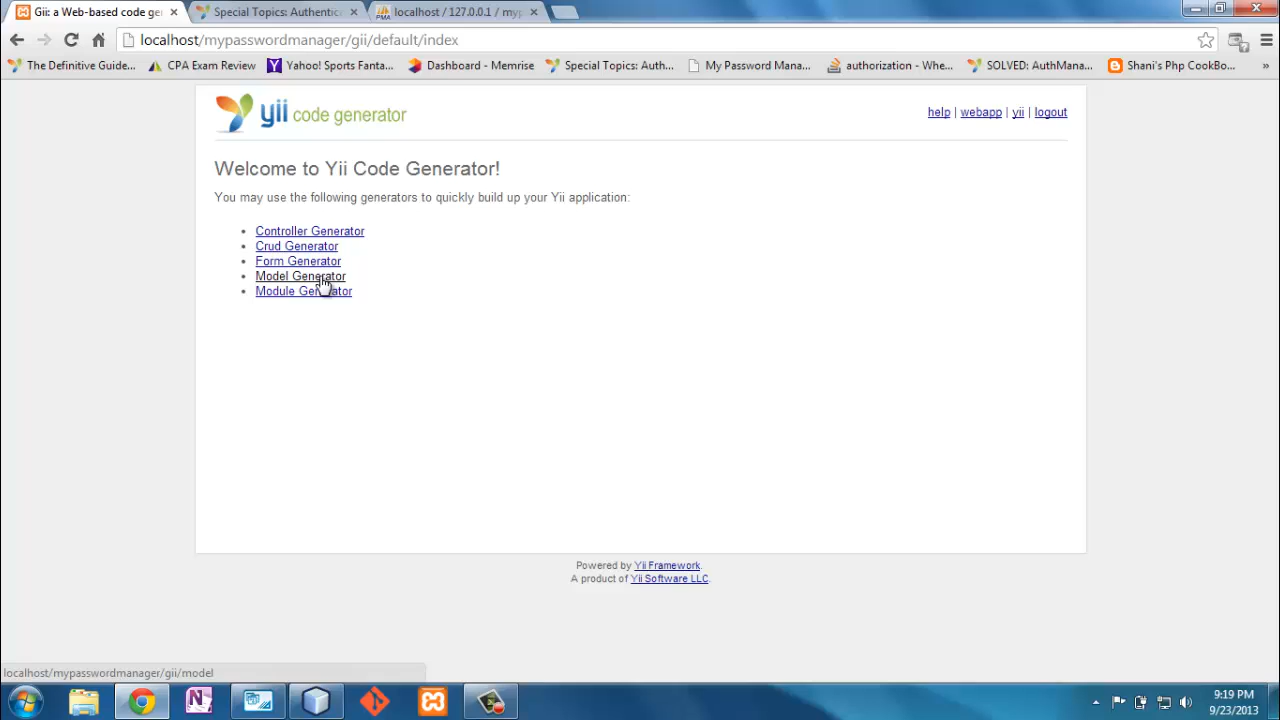 Gii: a Web-based code ge
Special Topics: Authentic
localhost / 127.0.0.1 / myp
localhost/mypasswordmanager/gii/default/index
The Definitive Guide...
CPA Exam Review
Yahoo! Sports Fanta...
Dashboard - Memrise
Special Topics: Auth...
My Password Mana...
authorization - Whe...
SOLVED: AuthMana...
Shani's Php CookBo...
»
yii code generator
help | webapp | yii | logout
Welcome to Yii Code Generator!
You may use the following generators to quickly build up your Yii application:
• Controller Generator
• Crud Generator
• Form Generator
• Model Generator
• Module Generator
Powered by Yii Framework.
A product of Yii Software LLC.
localhost/mypasswordmanager/gii/model
9:19 PM
9/23/2013